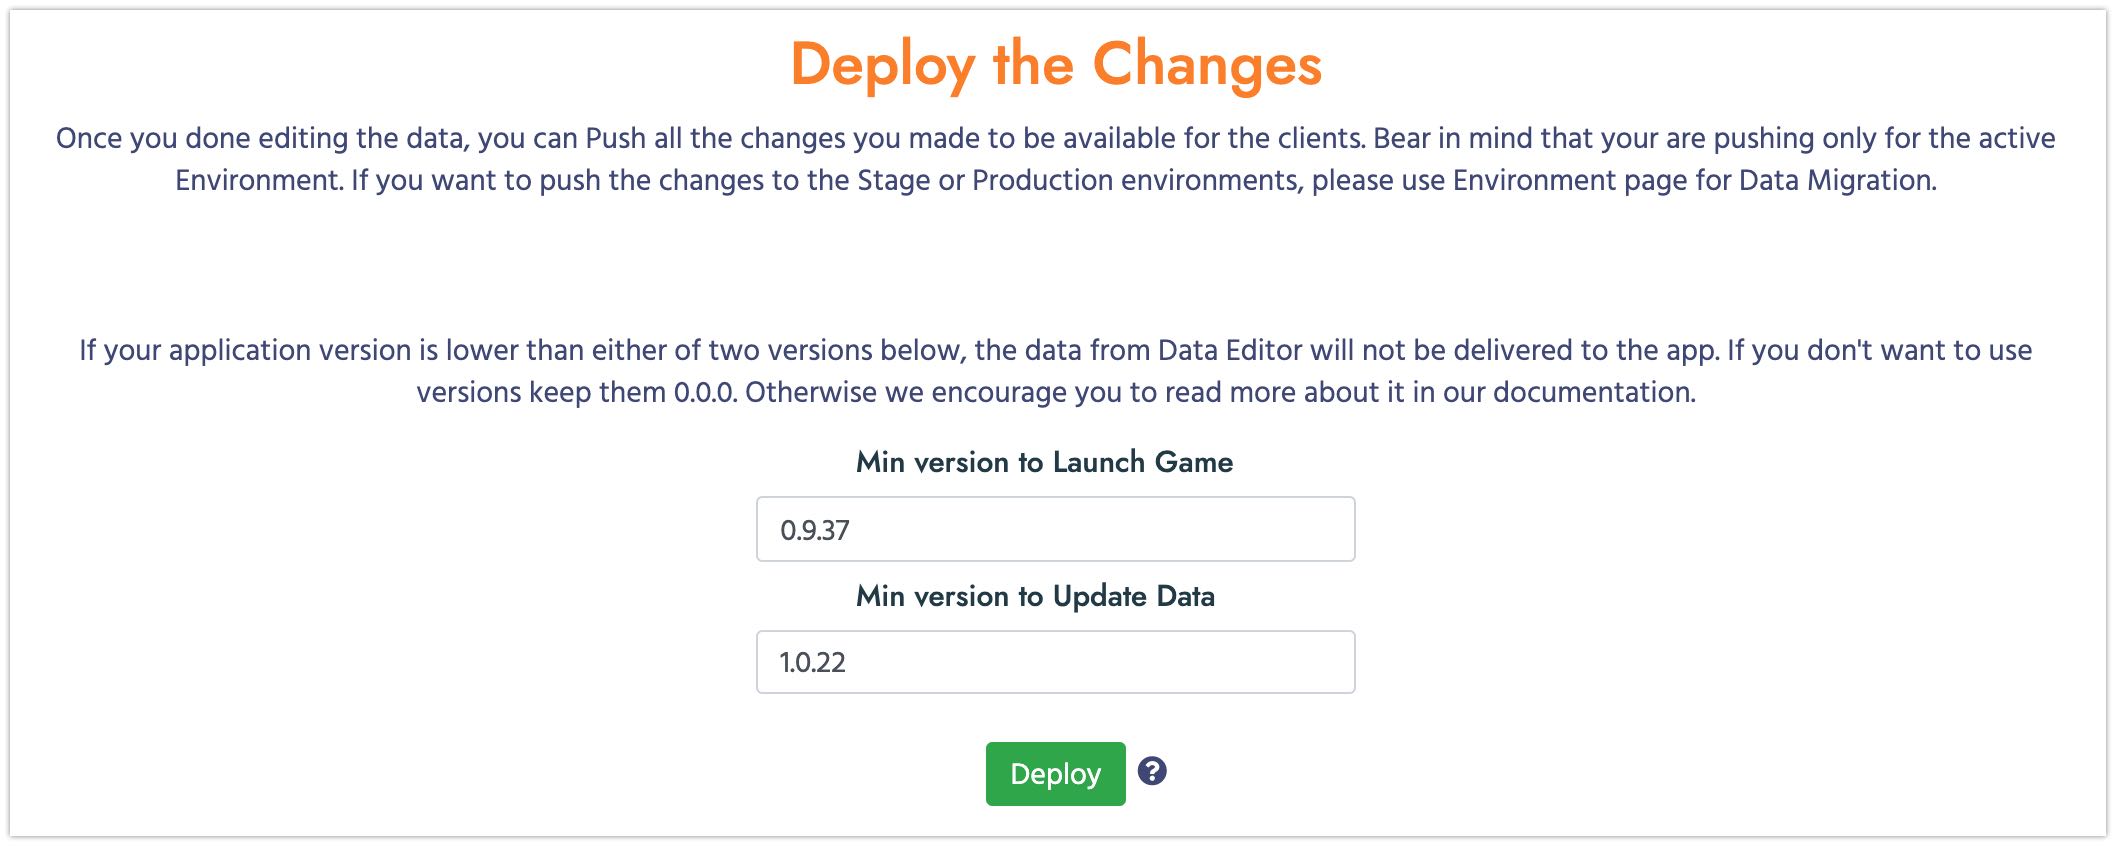 Deploy the Changes
Once you done editing the data, you can Push all the changes you made to be available for the clients. Bear in mind that your are pushing only for the active
Environment. If you want to push the changes to the Stage or Production environments, please use Environment page for Data Migration.
If your application version is lower than either of two versions below, the data from Data Editor will not be delivered to the app. If you don't want to use
versions keep them 0.0.0. Otherwise we encourage you to read more about it in our documentation.
Min version to Launch Game
0.9.37
Min version to Update Data
1.0.22
Deploy ?